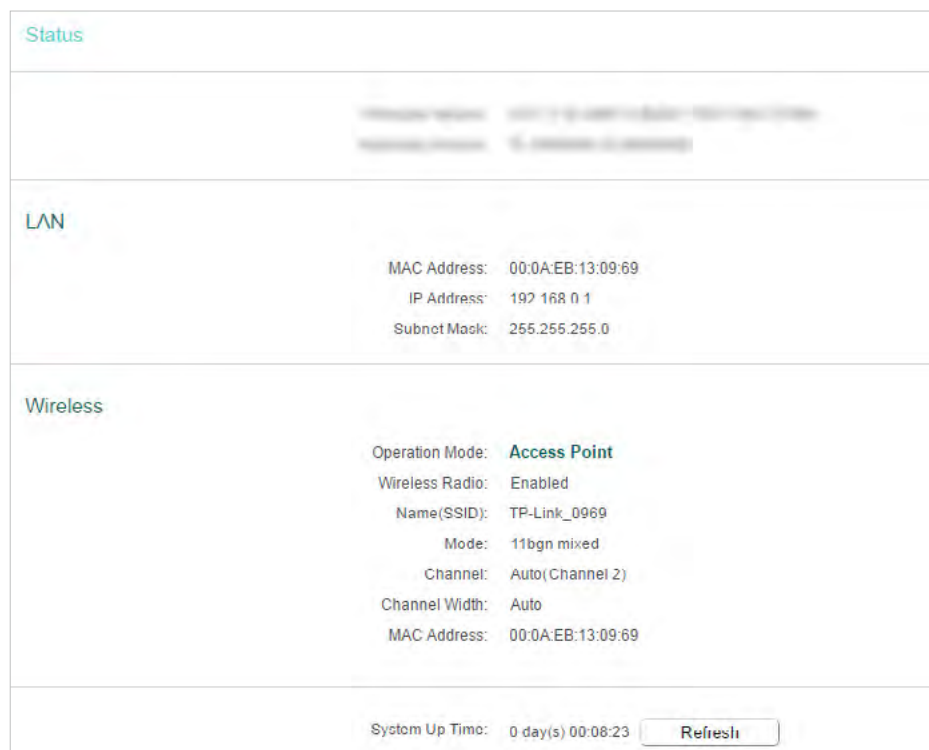 Status
LAN
MAC Address: 00:0A:EB:13:09:69
IP Address: 192.168.0.1
Subnet Mask: 255.255.255.0
Wireless
Operation Mode: Access Point
Wireless Radio: Enabled
Name(SSID): TP-Link_0969
Mode: 11bgn mixed
Channel: Auto(Channel 2)
Channel Width: Auto
MAC Address: 00:0A:EB:13:09:69
System Up Time: 0 day(s) 00:08:23 Refresh